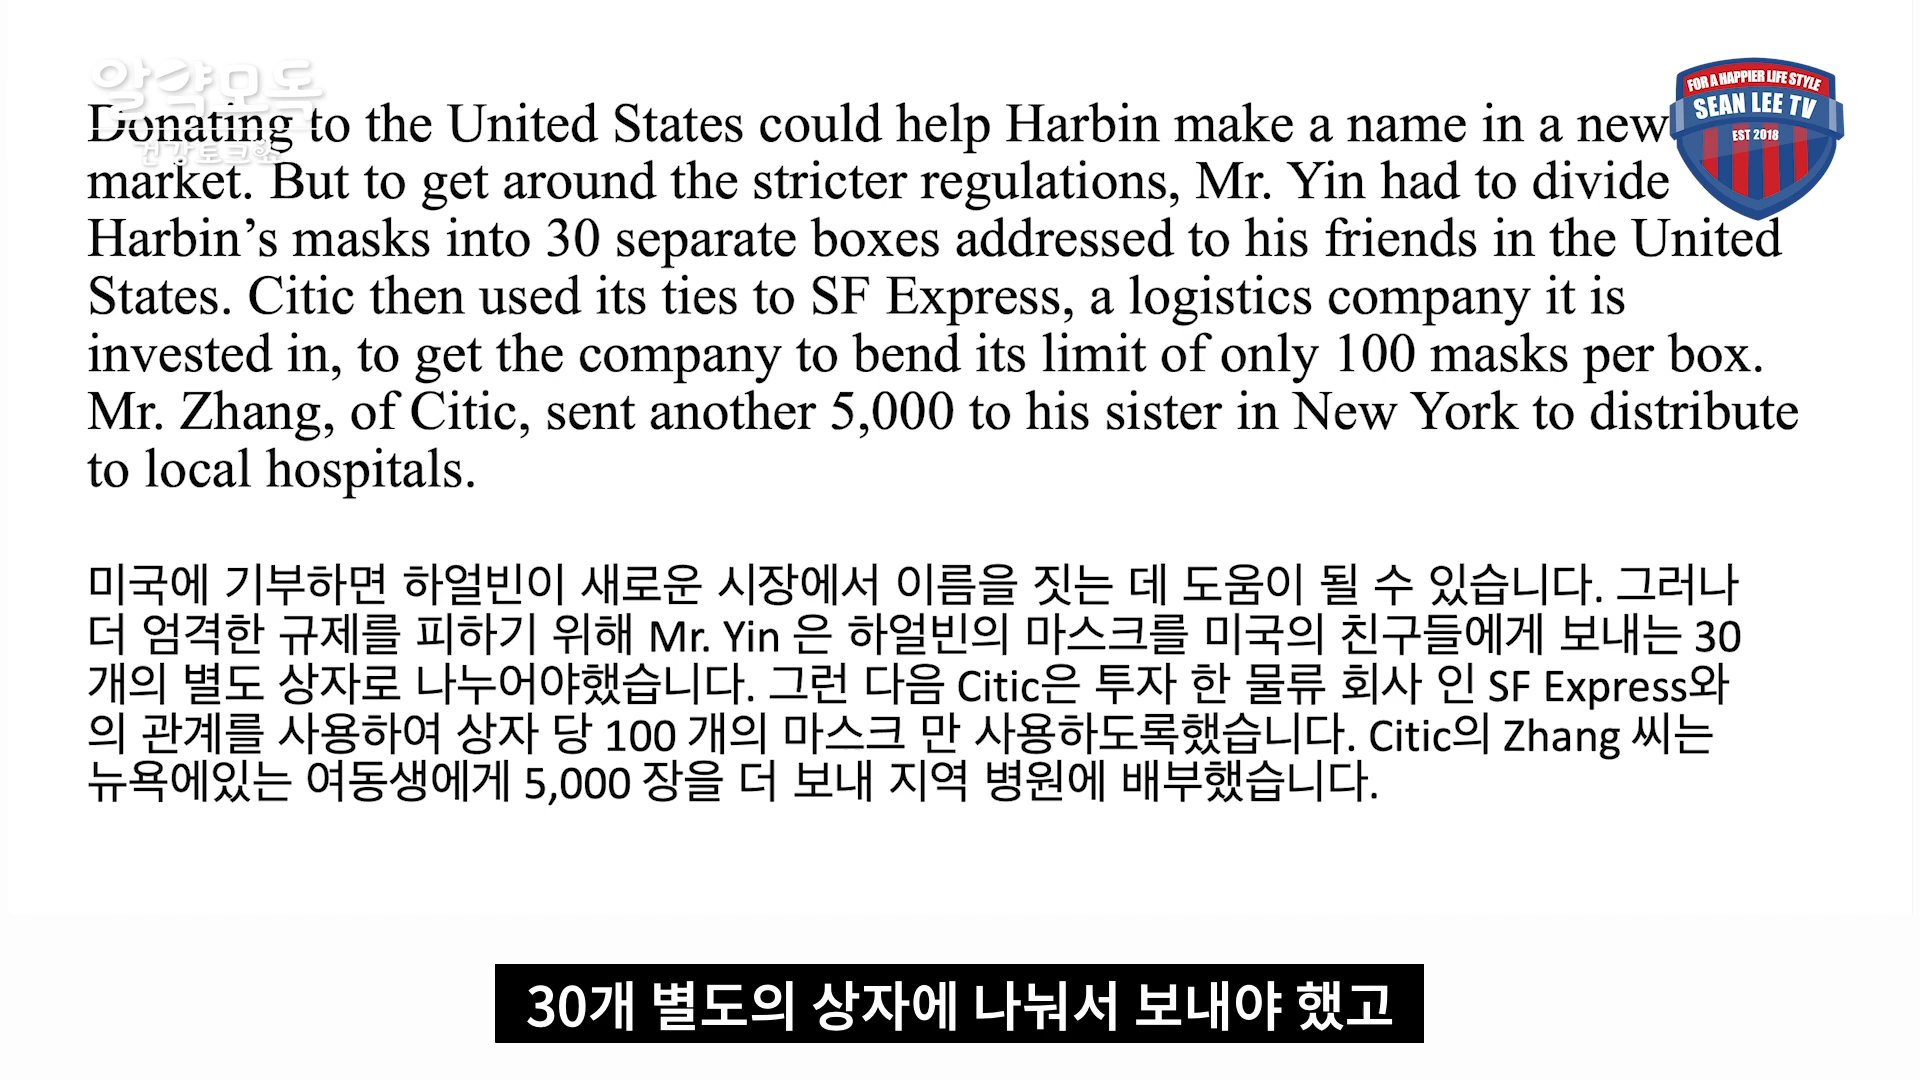 알약모독
건강토크쇼
FOR A HAPPIER LIFE STYLE
SEAN LEE TV
EST 2018
Donating to the United States could help Harbin make a name in a new
market. But to get around the stricter regulations, Mr. Yin had to divide
Harbin’s masks into 30 separate boxes addressed to his friends in the United
States. Citic then used its ties to SF Express, a logistics company it is
invested in, to get the company to bend its limit of only 100 masks per box.
Mr. Zhang, of Citic, sent another 5,000 to his sister in New York to distribute
to local hospitals.
미국에 기부하면 하얼빈이 새로운 시장에서 이름을 짓는 데 도움이 될 수 있습니다. 그러나
더 엄격한 규제를 피하기 위해 Mr. Yin 은 하얼빈의 마스크를 미국의 친구들에게 보내는 30
개의 별도 상자로 나누어야했습니다. 그런 다음 Citic은 투자 한 물류 회사 인 SF Express와
의 관계를 사용하여 상자 당 100 개의 마스크 만 사용하도록했습니다. Citic의 Zhang 씨는
뉴욕에있는 여동생에게 5,000 장을 더 보내 지역 병원에 배부했습니다.
30개 별도의 상자에 나눠서 보내야 했고